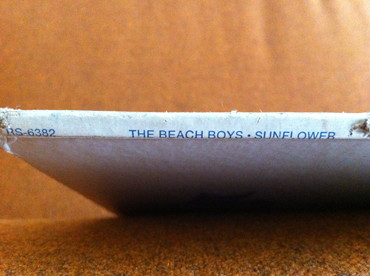 RS-6382 THE BEACH BOYS • SUNFLOWER